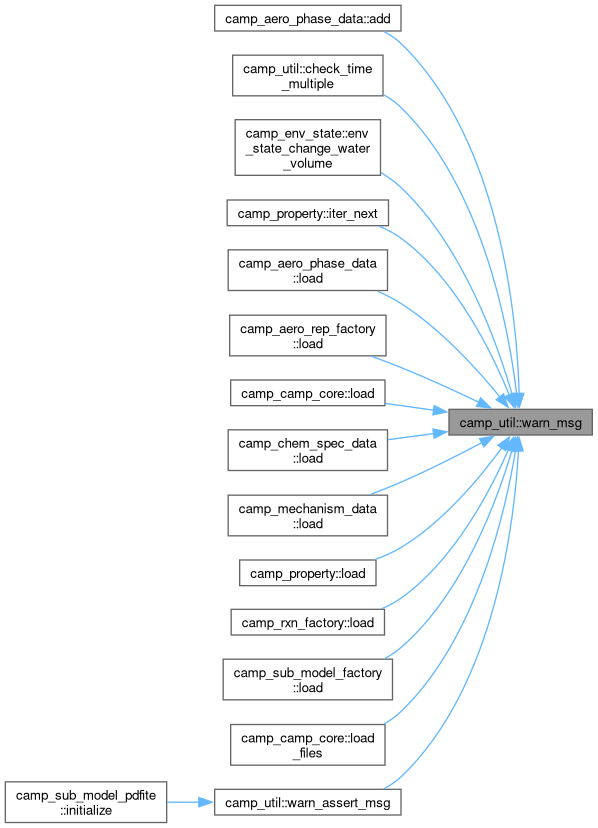 camp_aero_phase_data::add
camp_util::check_time
_multiple
camp_env_state::env
_state_change_water
_volume
camp_property::iter_next
camp_aero_phase_data
::load
camp_aero_rep_factory
::load
camp_camp_core::load
camp_util::warn_msg
camp_chem_spec_data
::load
camp_mechanism_data
::load
camp_property::load
camp_rxn_factory::load
camp_sub_model_factory
::load
camp_camp_core::load
_files
camp_sub_model_pdfite
::initialize
camp_util::warn_assert_msg